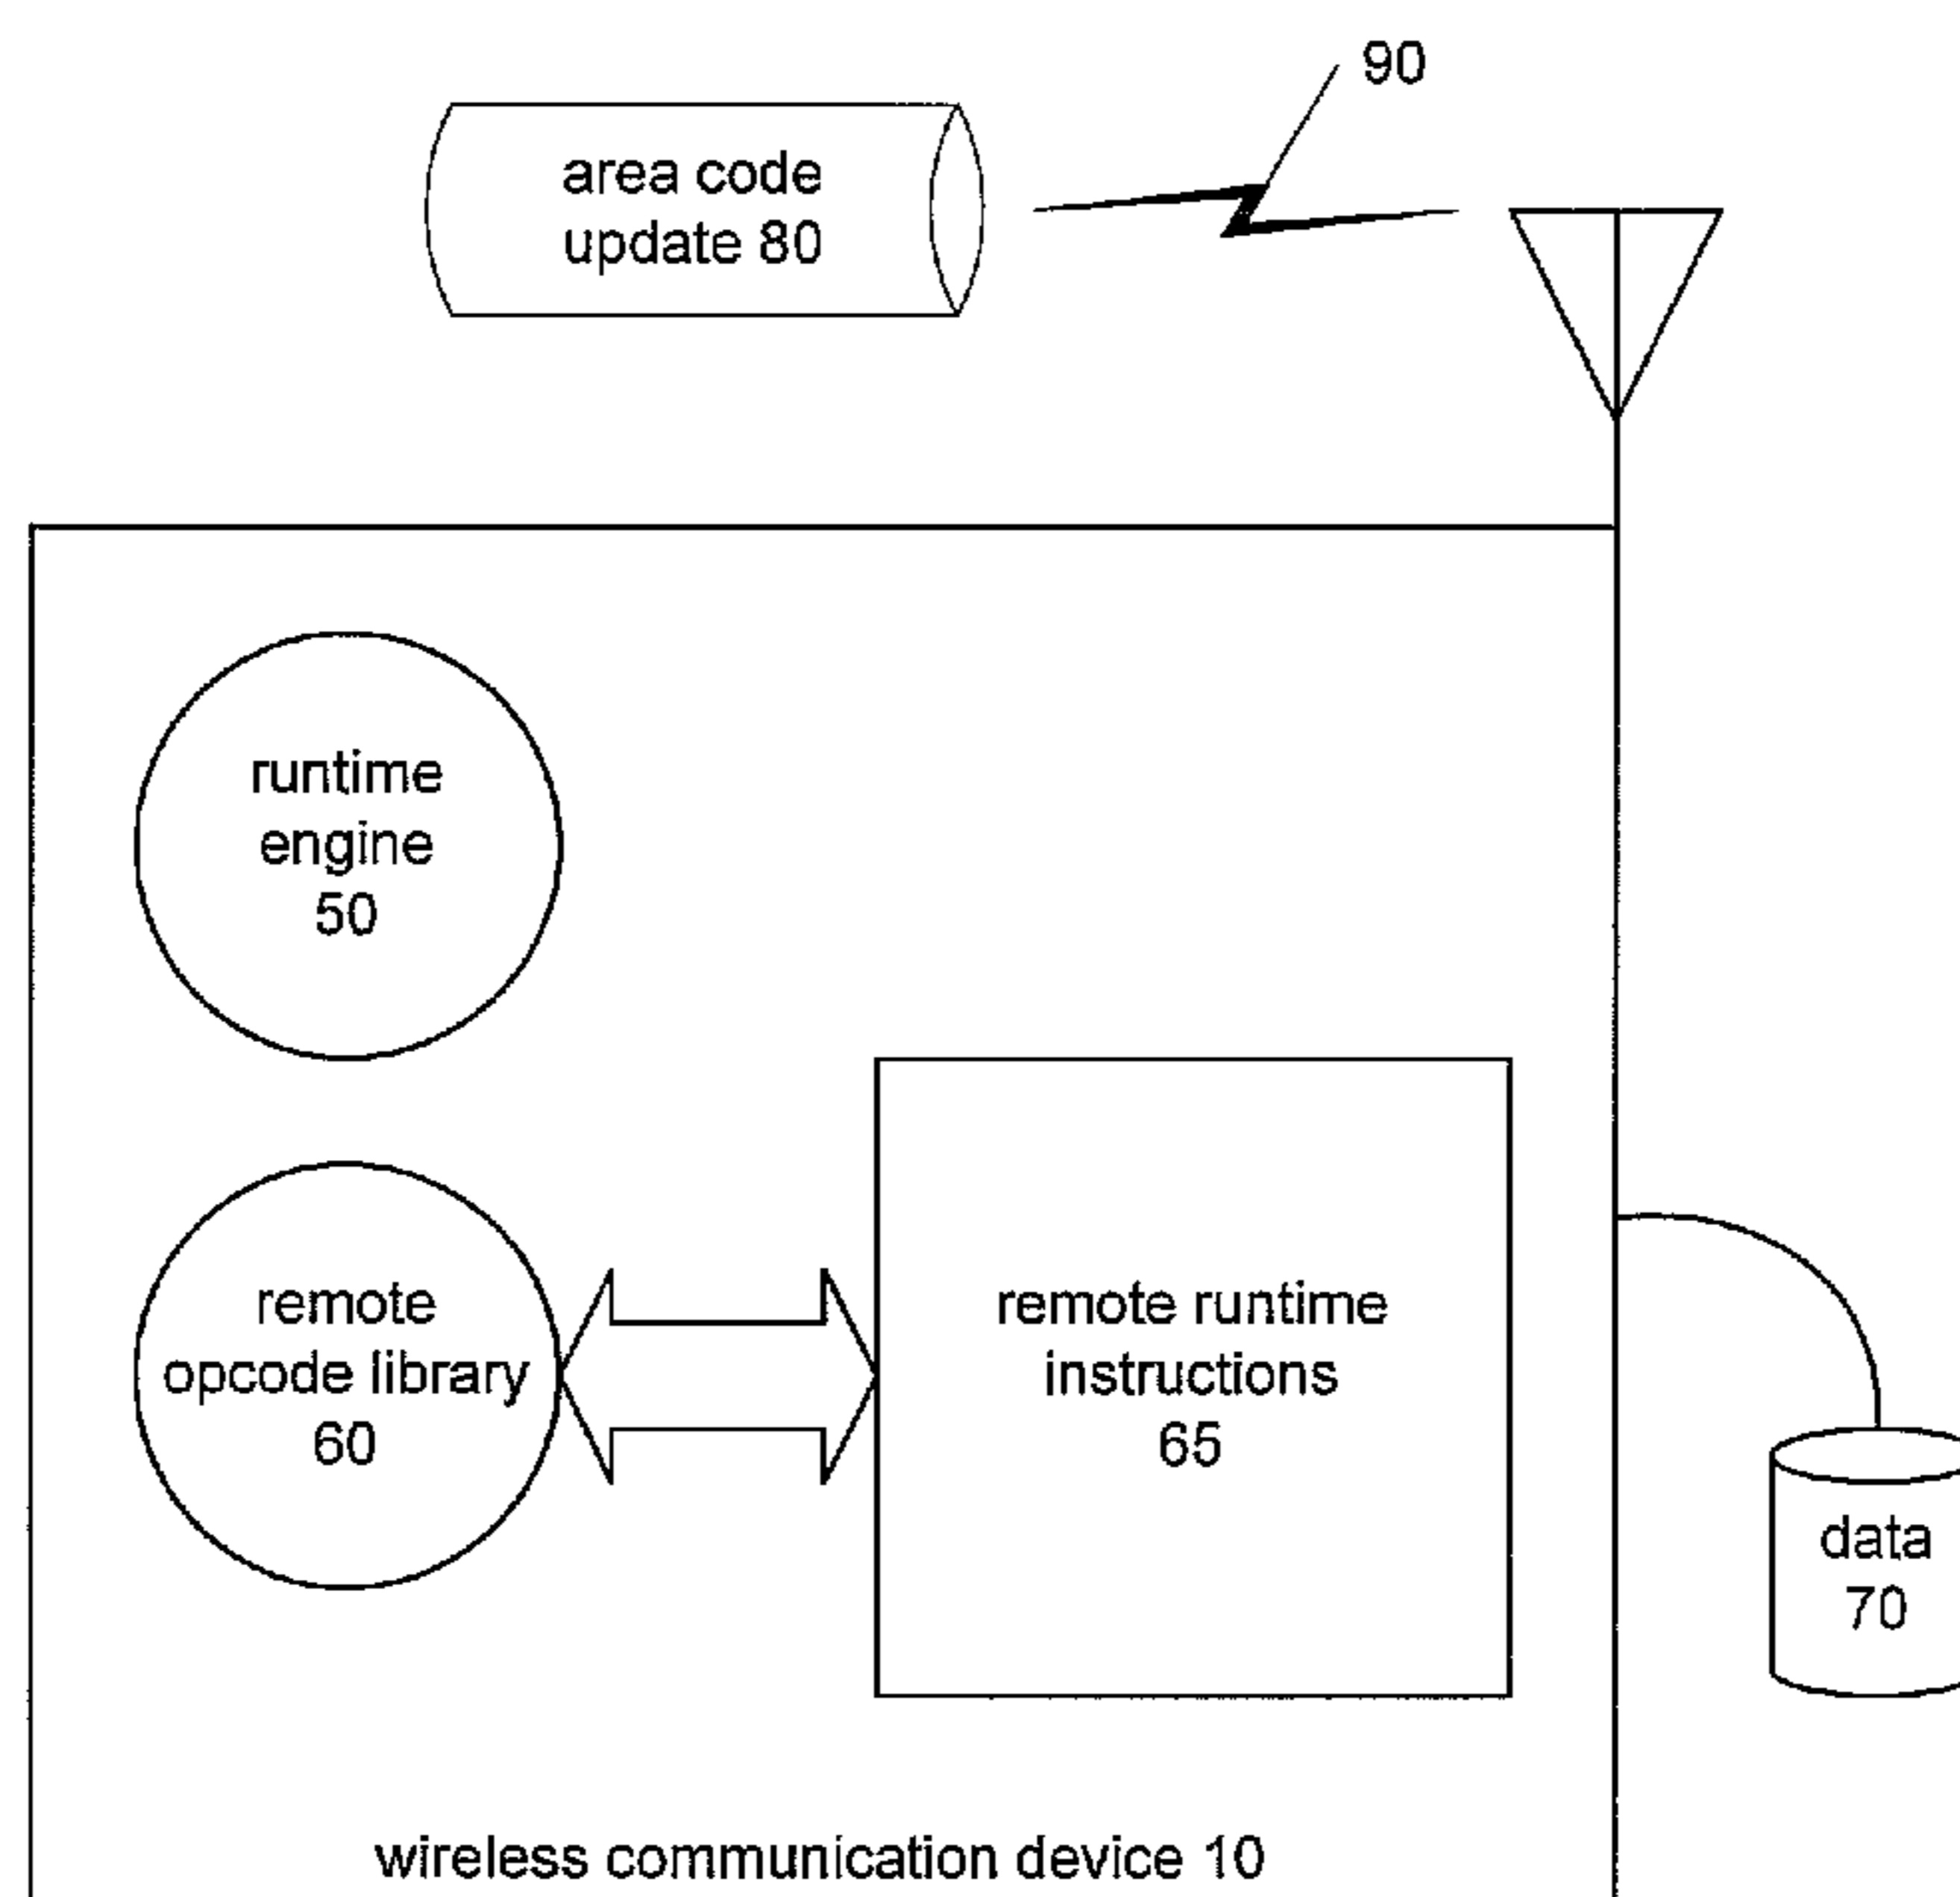 90
area code
update 80
runtime
engine
50
remote
opcode library
60
remote runtime
instructions
65
data
70
wireless communication device 10